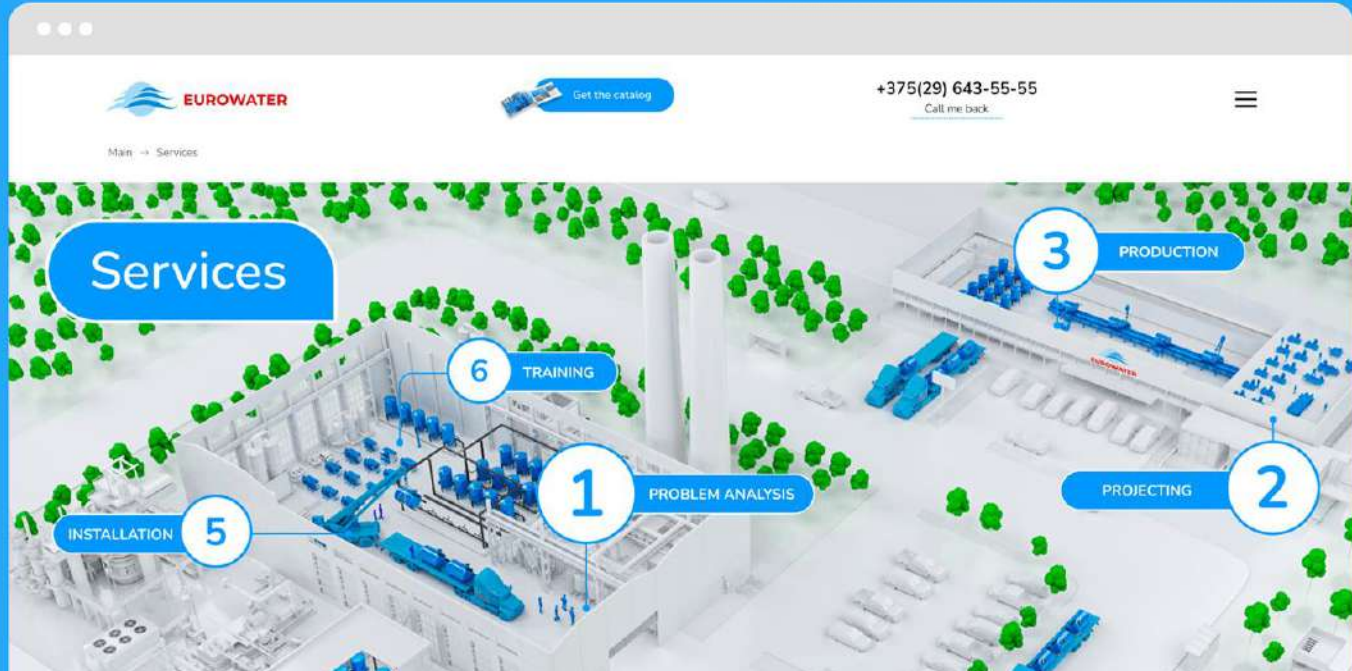 EUROWATER
Get the catalog
+375(29) 643-55-55
Call me back
Main → Services
Services
3 PRODUCTION
6 TRAINING
EUROWATER
1 PROBLEM ANALYSIS
PROJECTING 2
INSTALLATION 5